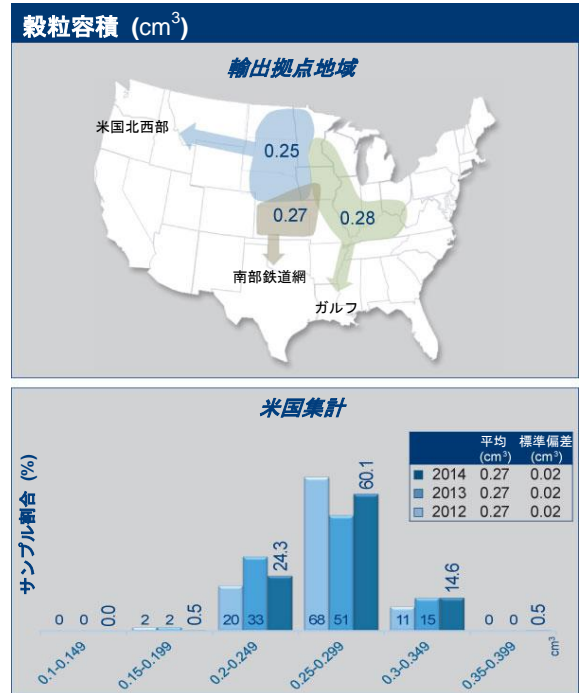 穀粒容積 (cm³)
輸出拠点地域
米国北西部
0.25
0.27
0.28
南部鉄道網
ガルフ
米国集計
平均 標準偏差
(cm³) (cm³)
2014 0.27 0.02
2013 0.27 0.02
2012 0.27 0.02
サンプル割合 (%)
0 0 0.0
2 2 0.5
20 33 24.3
68 51 60.1
11 15 14.6
0 0 0.5
0.1-0.149
0.15-0.199
0.2-0.249
0.25-0.299
0.3-0.349
0.35-0.399
cm³